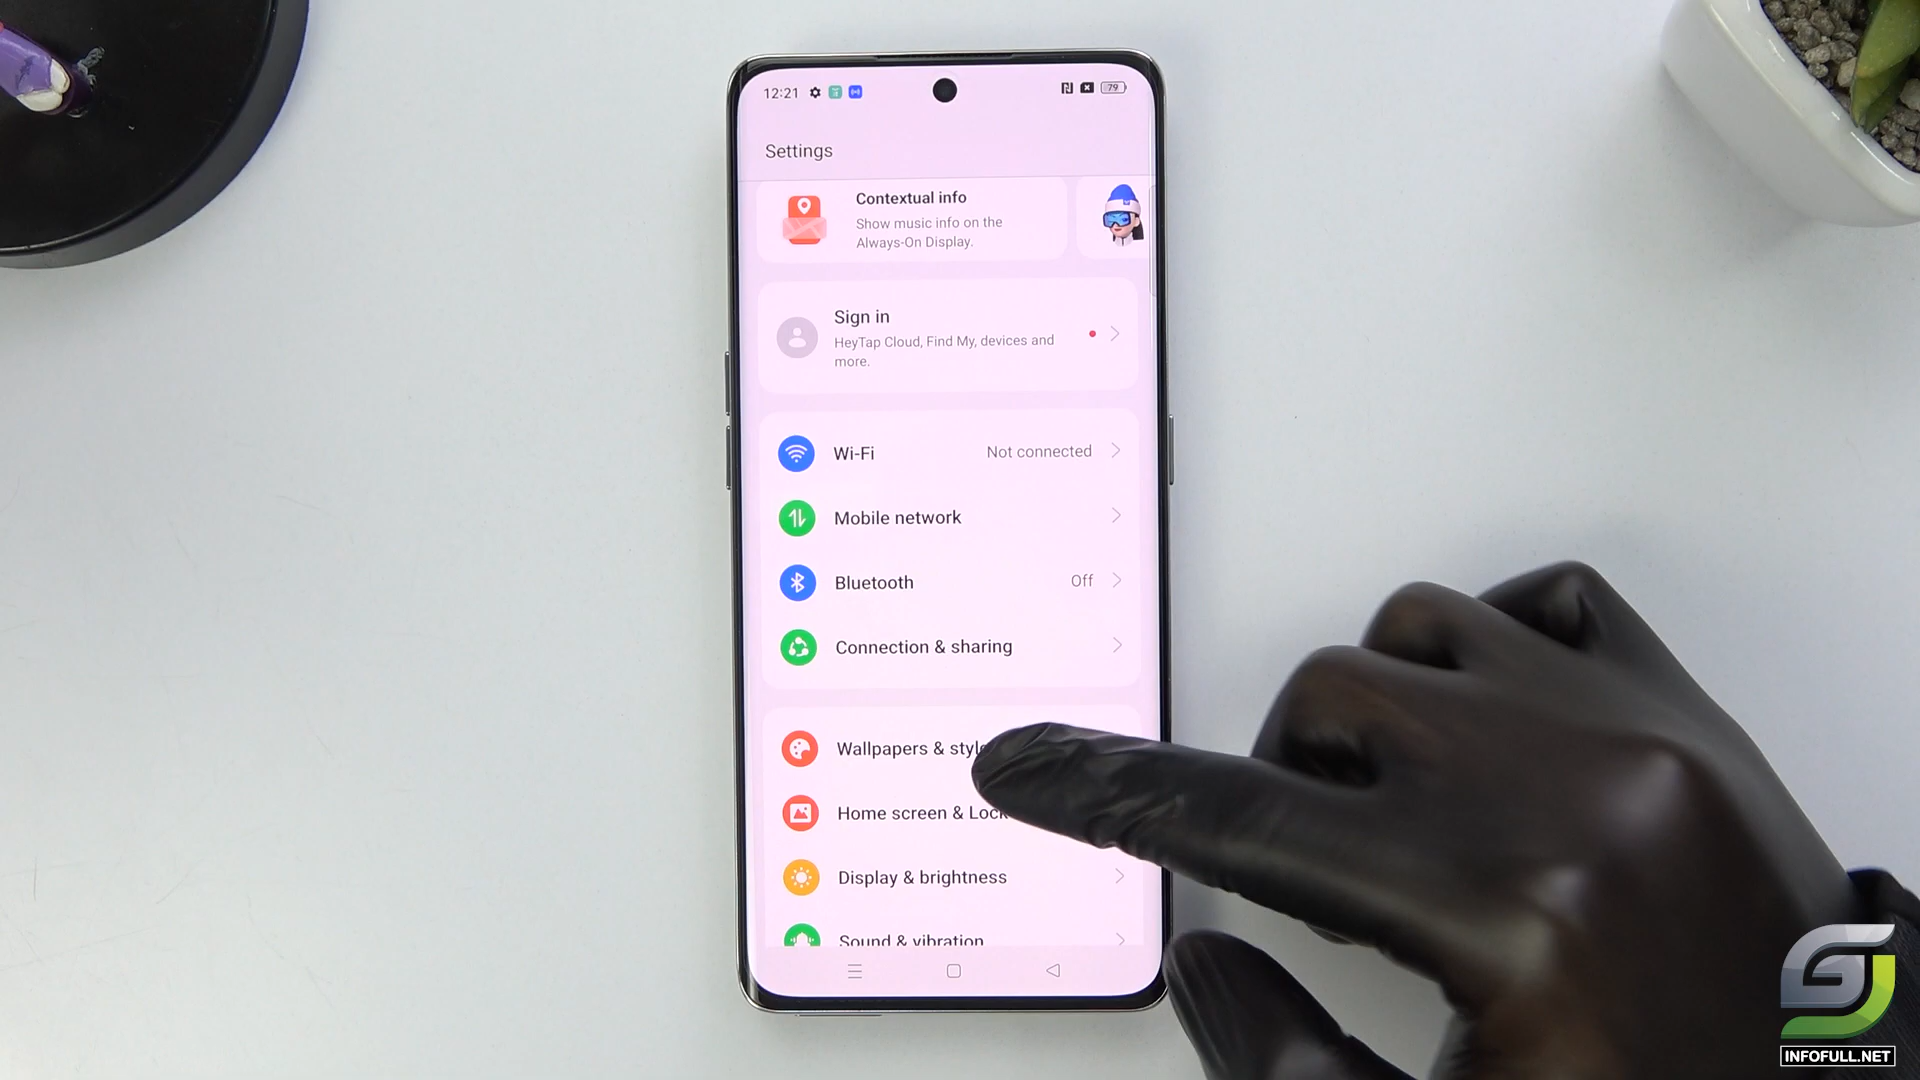 12:21
79
Settings
Contextual info
Show music info on the
Always-On Display.
Sign in
HeyTap Cloud, Find My, devices and
more.
Wi-Fi Not connected
Mobile network
Bluetooth Off
Connection & sharing
Wallpapers & style
Home screen & Lock
Display & brightness
Sound & vibration
INFOFULL.NET